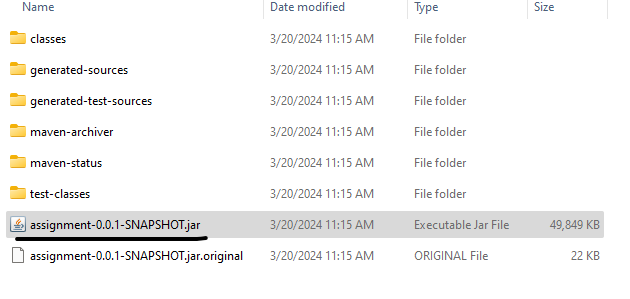 Name Date modified Type Size
classes 3/20/2024 11:15 AM File folder
generated-sources 3/20/2024 11:15 AM File folder
generated-test-sources 3/20/2024 11:15 AM File folder
maven-archiver 3/20/2024 11:15 AM File folder
maven-status 3/20/2024 11:15 AM File folder
test-classes 3/20/2024 11:15 AM File folder
assignment-0.0.1-SNAPSHOT.jar 3/20/2024 11:15 AM Executable Jar File 49,849 KB
assignment-0.0.1-SNAPSHOT.jar.original 3/20/2024 11:15 AM ORIGINAL File 22 KB